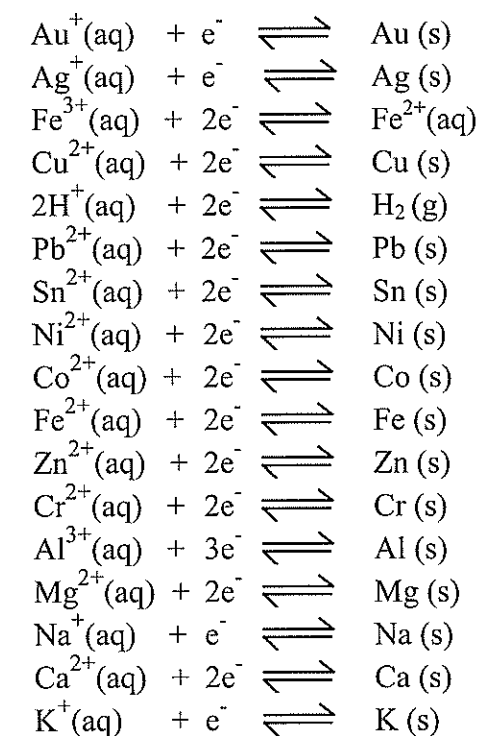 Au⁺(aq) + e⁻ ⇌ Au (s)
Ag⁺(aq) + e⁻ ⇌ Ag (s)
Fe³⁺(aq) + 2e⁻ ⇌ Fe²⁺(aq)
Cu²⁺(aq) + 2e⁻ ⇌ Cu (s)
2H⁺(aq) + 2e⁻ ⇌ H₂ (g)
Pb²⁺(aq) + 2e⁻ ⇌ Pb (s)
Sn²⁺(aq) + 2e⁻ ⇌ Sn (s)
Ni²⁺(aq) + 2e⁻ ⇌ Ni (s)
Co²⁺(aq) + 2e⁻ ⇌ Co (s)
Fe²⁺(aq) + 2e⁻ ⇌ Fe (s)
Zn²⁺(aq) + 2e⁻ ⇌ Zn (s)
Cr²⁺(aq) + 2e⁻ ⇌ Cr (s)
Al³⁺(aq) + 3e⁻ ⇌ Al (s)
Mg²⁺(aq) + 2e⁻ ⇌ Mg (s)
Na⁺(aq) + e⁻ ⇌ Na (s)
Ca²⁺(aq) + 2e⁻ ⇌ Ca (s)
K⁺(aq) + e⁻ ⇌ K (s)